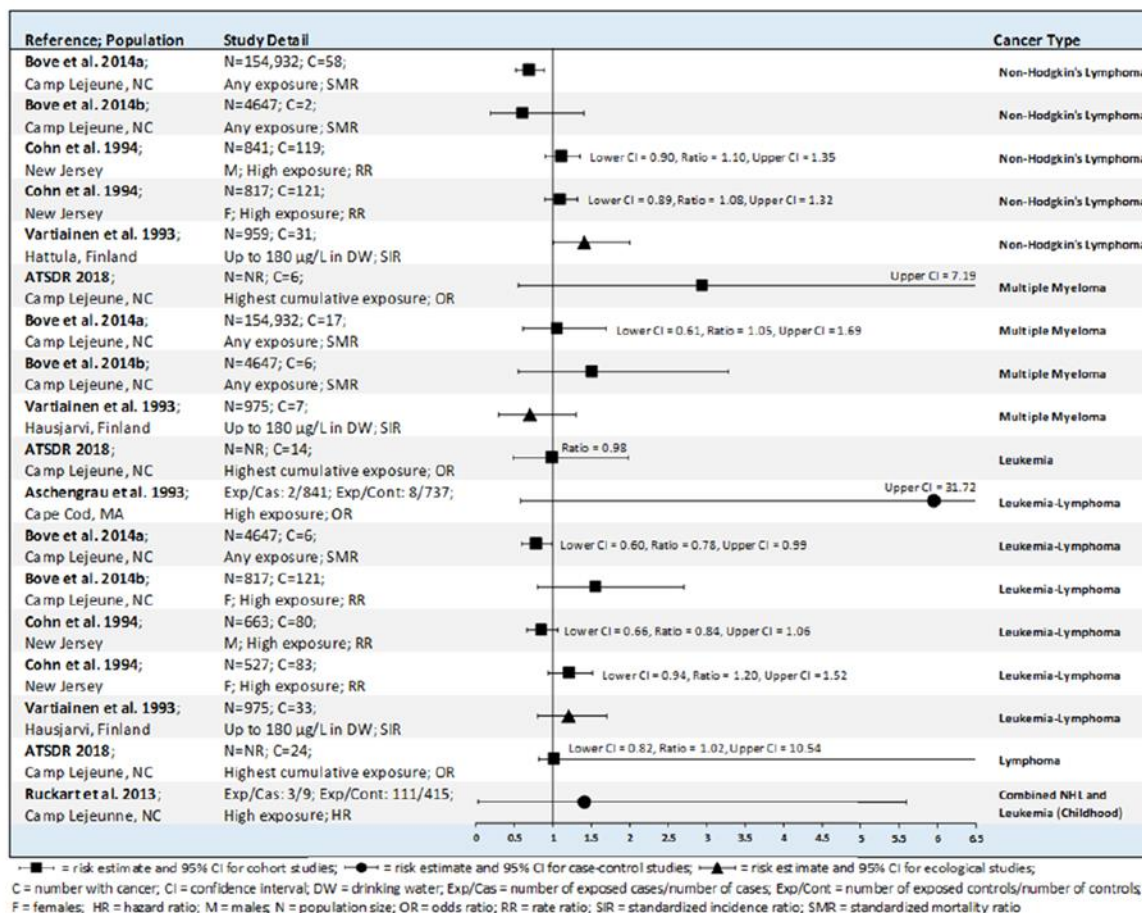 Reference; Population Study Detail Cancer Type
Bove et al. 2014a; N=154,932; C=58;
Camp Lejeune, NC Any exposure; SMR Non-Hodgkin's Lymphoma
Bove et al. 2014b; N=4647; C=2;
Camp Lejeune, NC Any exposure; SMR Non-Hodgkin's Lymphoma
Cohn et al. 1994; N=841; C=119;
Lower CI = 0.90, Ratio = 1.10, Upper CI = 1.35
New Jersey M; High exposure; RR Non-Hodgkin's Lymphoma
Cohn et al. 1994; N=817; C=121;
Lower CI = 0.89, Ratio = 1.08, Upper CI = 1.32
New Jersey F; High exposure; RR Non-Hodgkin's Lymphoma
Vartiainen et al. 1993; N=959; C=31;
Hattula, Finland Up to 180 µg/L in DW; SIR Non-Hodgkin's Lymphoma
ATSDR 2018; N=NR; C=6; Upper CI = 7.19
Camp Lejeune, NC Highest cumulative exposure; OR Multiple Myeloma
Bove et al. 2014a; N=154,932; C=17;
Lower CI = 0.61, Ratio = 1.05, Upper CI = 1.69
Camp Lejeune, NC Any exposure; SMR Multiple Myeloma
Bove et al. 2014b; N=4647; C=6;
Camp Lejeune, NC Any exposure; SMR Multiple Myeloma
Vartiainen et al. 1993; N=975; C=7;
Hausjarvi, Finland Up to 180 µg/L in DW; SIR Multiple Myeloma
ATSDR 2018; N=NR; C=14; Ratio = 0.98
Camp Lejeune, NC Highest cumulative exposure; OR Leukemia
Aschengrau et al. 1993; Exp/Cas: 2/841; Exp/Cont: 8/737; Upper CI = 31.72
Cape Cod, MA High exposure; OR Leukemia-Lymphoma
Bove et al. 2014a; N=4647; C=6;
Lower CI = 0.60, Ratio = 0.78, Upper CI = 0.99
Camp Lejeune, NC Any exposure; SMR Leukemia-Lymphoma
Bove et al. 2014b; N=817; C=121;
Camp Lejeune, NC F; High exposure; RR Leukemia-Lymphoma
Cohn et al. 1994; N=663; C=80;
Lower CI = 0.66, Ratio = 0.84, Upper CI = 1.06
New Jersey M; High exposure; RR Leukemia-Lymphoma
Cohn et al. 1994; N=527; C=83;
Lower CI = 0.94, Ratio = 1.20, Upper CI = 1.52
New Jersey F; High exposure; RR Leukemia-Lymphoma
Vartiainen et al. 1993; N=975; C=33;
Hausjarvi, Finland Up to 180 µg/L in DW; SIR Leukemia-Lymphoma
ATSDR 2018; N=NR; C=24; Lower CI = 0.82, Ratio = 1.02, Upper CI = 10.54
Camp Lejeune, NC Highest cumulative exposure; OR Lymphoma
Ruckart et al. 2013; Exp/Cas: 3/9; Exp/Cont: 111/415; Combined NHL and
Camp Lejeunne, NC High exposure; HR Leukemia (Childhood)
0 0.5 1 1.5 2 2.5 3 3.5 4 4.5 5 5.5 6 6.5
= risk estimate and 95% CI for cohort studies; = risk estimate and 95% CI for case-control studies; = risk estimate and 95% CI for ecological studies;
C = number with cancer; CI = confidence interval; DW = drinking water; Exp/Cas = number of exposed cases/number of cases; Exp/Cont = number of exposed controls/number of controls;
F = females; HR = hazard ratio; M = males; N = population size; OR = odds ratio; RR = rate ratio; SIR = standardized incidence ratio; SMR = standardized mortality ratio